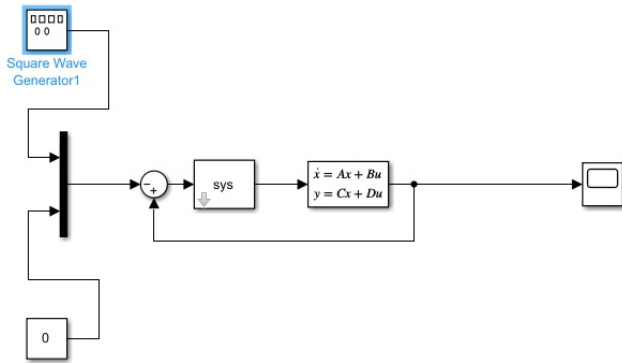 Square Wave
Generator1
-
+
sys
ẋ = Ax + Bu
y = Cx + Du
0